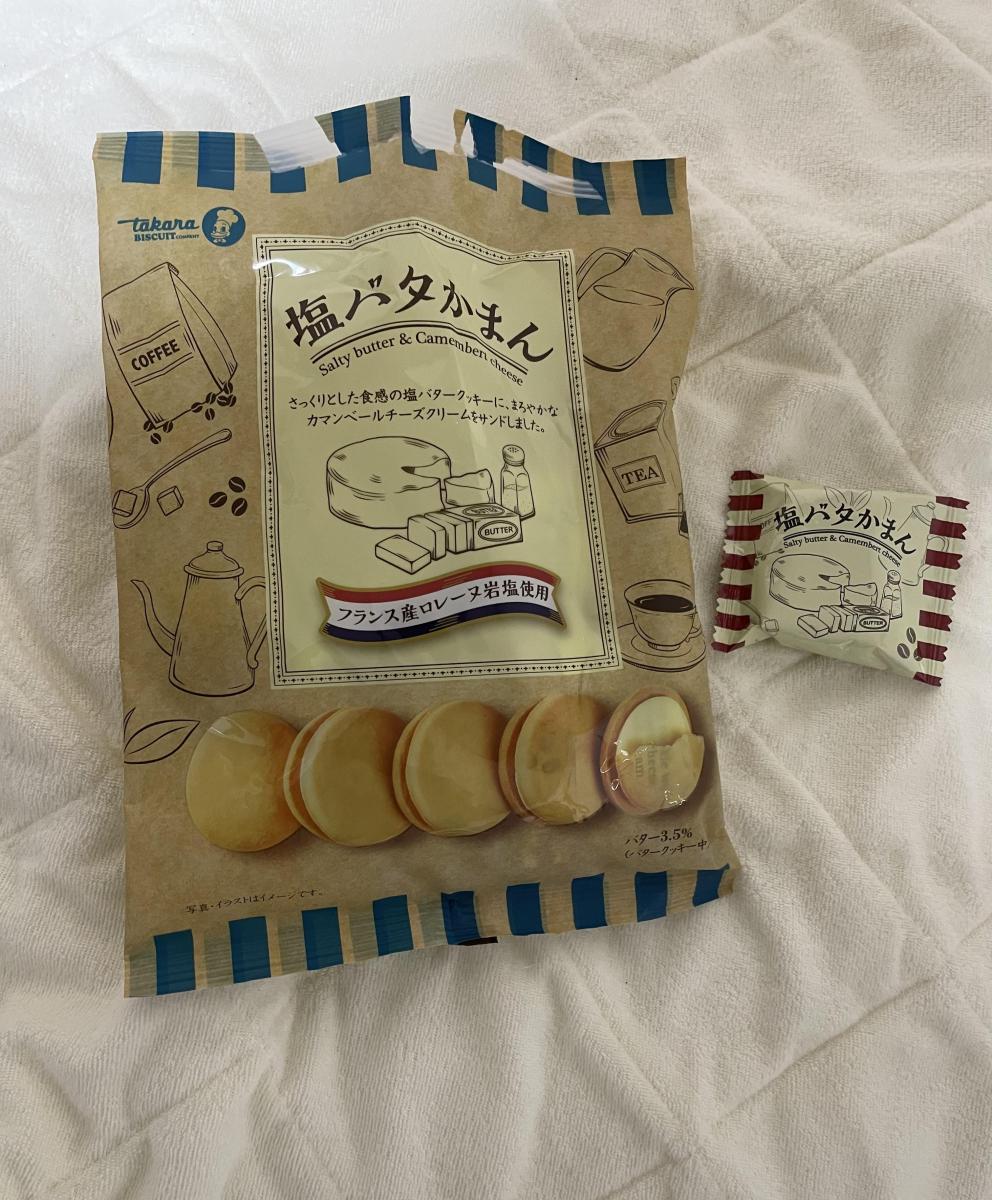 takara
BISCUIT COMPANY
COFFEE
塩バタかまん
Salty butter & Camembert cheese
さっくりとした食感の塩バタークッキーに、まろやかな
カマンベールチーズクリームをサンドしました。
TEA
BUTTER
BUTTER
フランス産ロレーヌ岩塩使用
バター3.5%
(バタークッキー中
写真・イラストはイメージです。
塩バタかまん
Salty butter & Camembert cheese
BUTTER